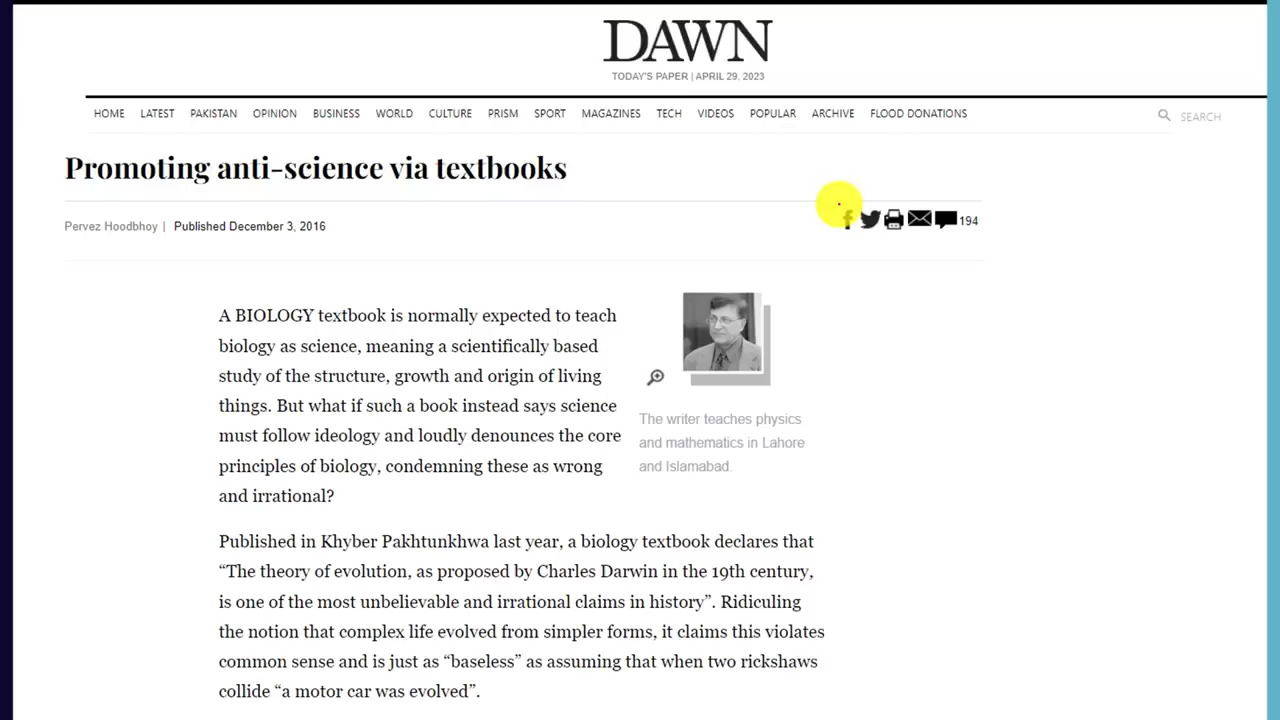 DAWN
TODAY'S PAPER | APRIL 29, 2023
HOME LATEST PAKISTAN OPINION BUSINESS WORLD CULTURE PRISM SPORT MAGAZINES TECH VIDEOS POPULAR ARCHIVE FLOOD DONATIONS SEARCH
Promoting anti-science via textbooks
Pervez Hoodbhoy | Published December 3, 2016
194
A BIOLOGY textbook is normally expected to teach
biology as science, meaning a scientifically based
study of the structure, growth and origin of living
things. But what if such a book instead says science
must follow ideology and loudly denounces the core
principles of biology, condemning these as wrong
and irrational?
The writer teaches physics
and mathematics in Lahore
and Islamabad.
Published in Khyber Pakhtunkhwa last year, a biology textbook declares that
“The theory of evolution, as proposed by Charles Darwin in the 19th century,
is one of the most unbelievable and irrational claims in history”. Ridiculing
the notion that complex life evolved from simpler forms, it claims this violates
common sense and is just as “baseless” as assuming that when two rickshaws
collide “a motor car was evolved”.